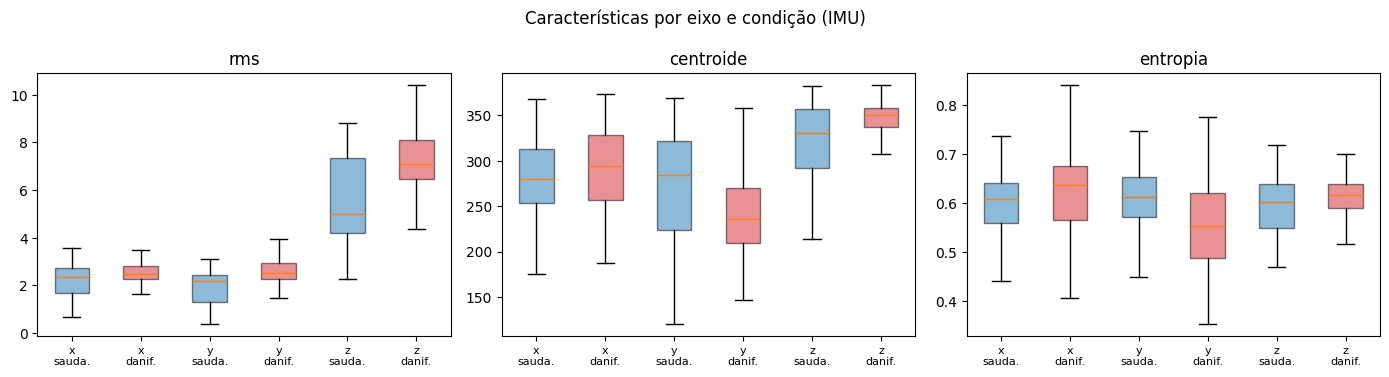 Características por eixo e condição (IMU)
rms
10
8
6
4
2
0
x
sauda.
x
danif.
y
sauda.
y
danif.
z
sauda.
z
danif.
centroide
350
300
250
200
150
x
sauda.
x
danif.
y
sauda.
y
danif.
z
sauda.
z
danif.
entropia
0.8
0.7
0.6
0.5
0.4
x
sauda.
x
danif.
y
sauda.
y
danif.
z
sauda.
z
danif.